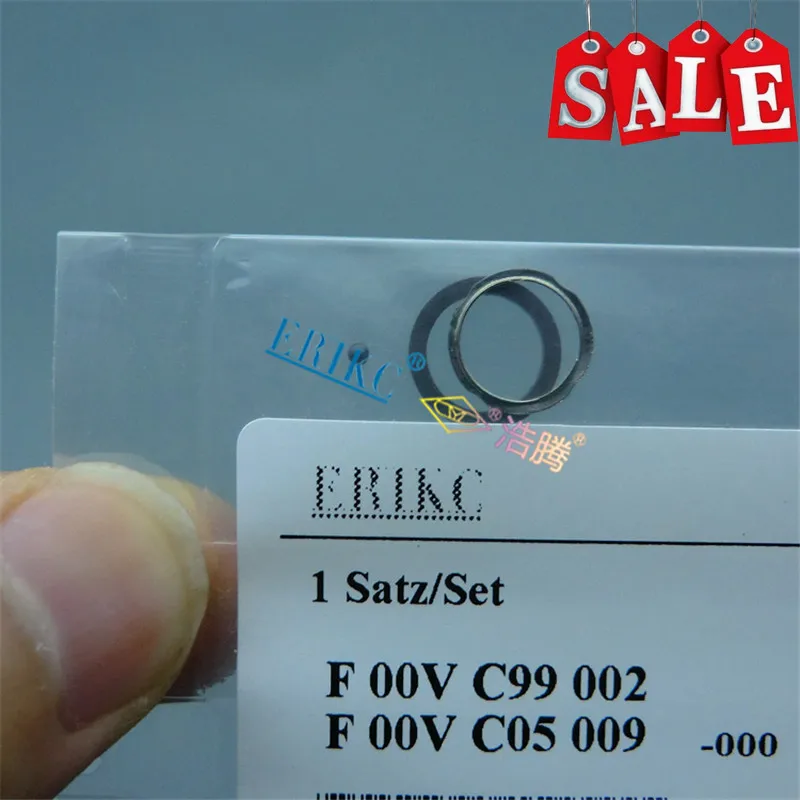 SALE
ERIKC®
®浩腾
ERIKC
1 Satz/Set
F 00V C99 002
F 00V C05 009 -000